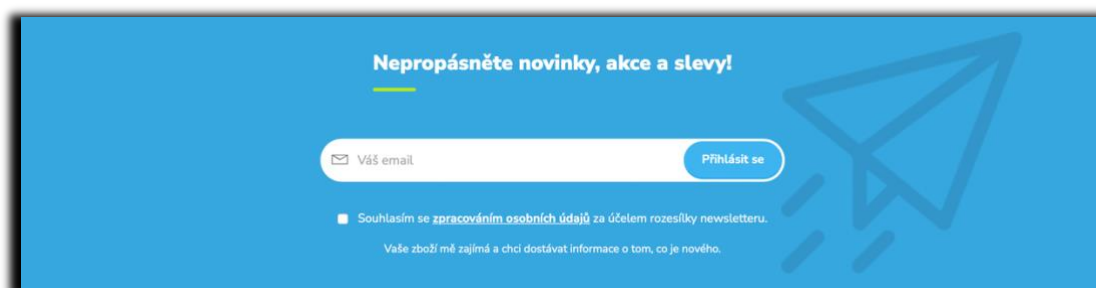 Nepropásněte novinky, akce a slevy!
Váš email
Přihlásit se
Souhlasím se zpracováním osobních údajů za účelem rozesílky newsletteru.
Vaše zboží mě zajímá a chci dostávat informace o tom, co je nového.